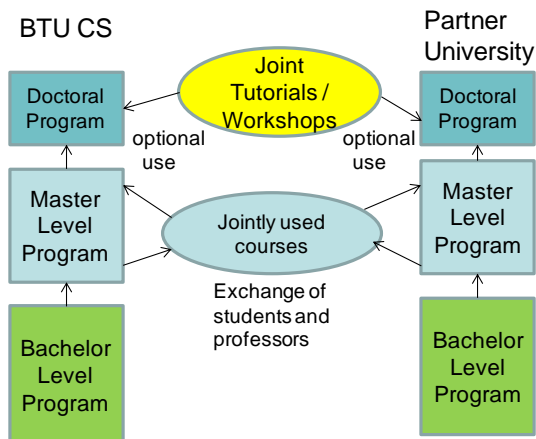 BTU CS
Partner
University
Joint
Tutorials /
Workshops
Doctoral
Program
Doctoral
Program
optional
use
optional
use
Master
Level
Program
Master
Level
Program
Jointly used
courses
Exchange of
students and
professors
Bachelor
Level
Program
Bachelor
Level
Program